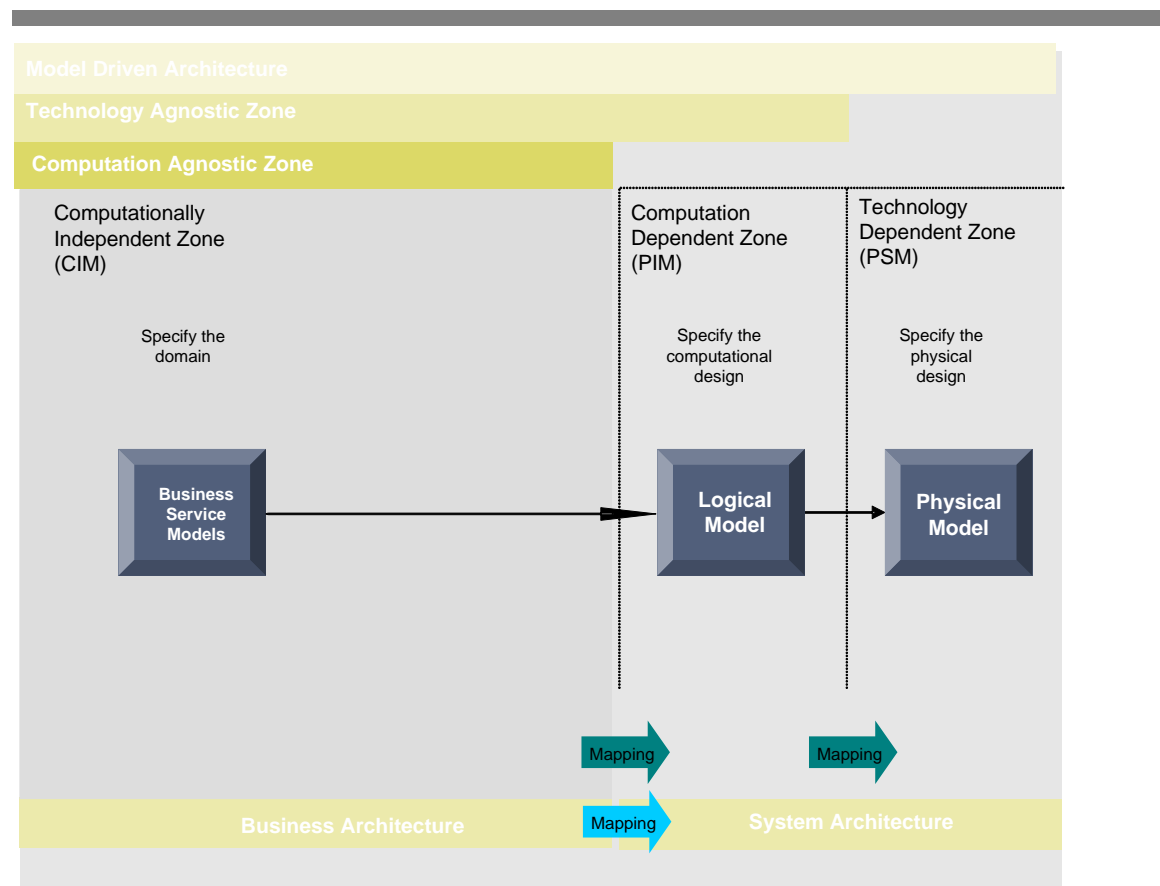 Model Driven Architecture
Technology Agnostic Zone
Computation Agnostic Zone
Computationally
Independent Zone
(CIM)
Computation
Dependent Zone
(PIM)
Technology
Dependent Zone
(PSM)
Specify the
domain
Specify the
computational
design
Specify the
physical
design
Business
Service
Models
Logical
Model
Physical
Model
Mapping
Mapping
Business Architecture
Mapping
System Architecture